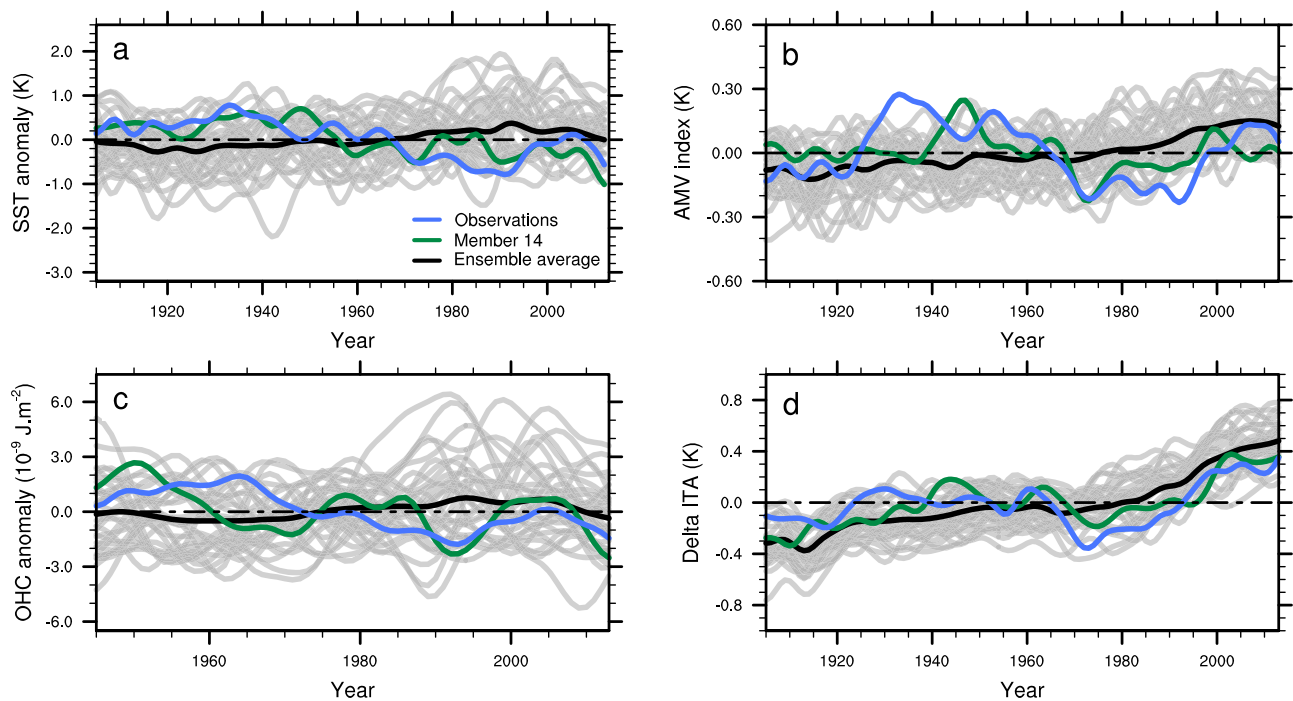 a
SST anomaly (K)
2.0
1.0
0.0
-1.0
-2.0
-3.0
Observations
Member 14
Ensemble average
1920 1940 1960 1980 2000
Year
b
AMV index (K)
0.60
0.30
0.00
-0.30
-0.60
1920 1940 1960 1980 2000
Year
c
OHC anomaly (10⁻⁹ J.m⁻²)
6.0
3.0
0.0
-3.0
-6.0
1960 1980 2000
Year
d
Delta ITA (K)
0.8
0.4
0.0
-0.4
-0.8
1920 1940 1960 1980 2000
Year